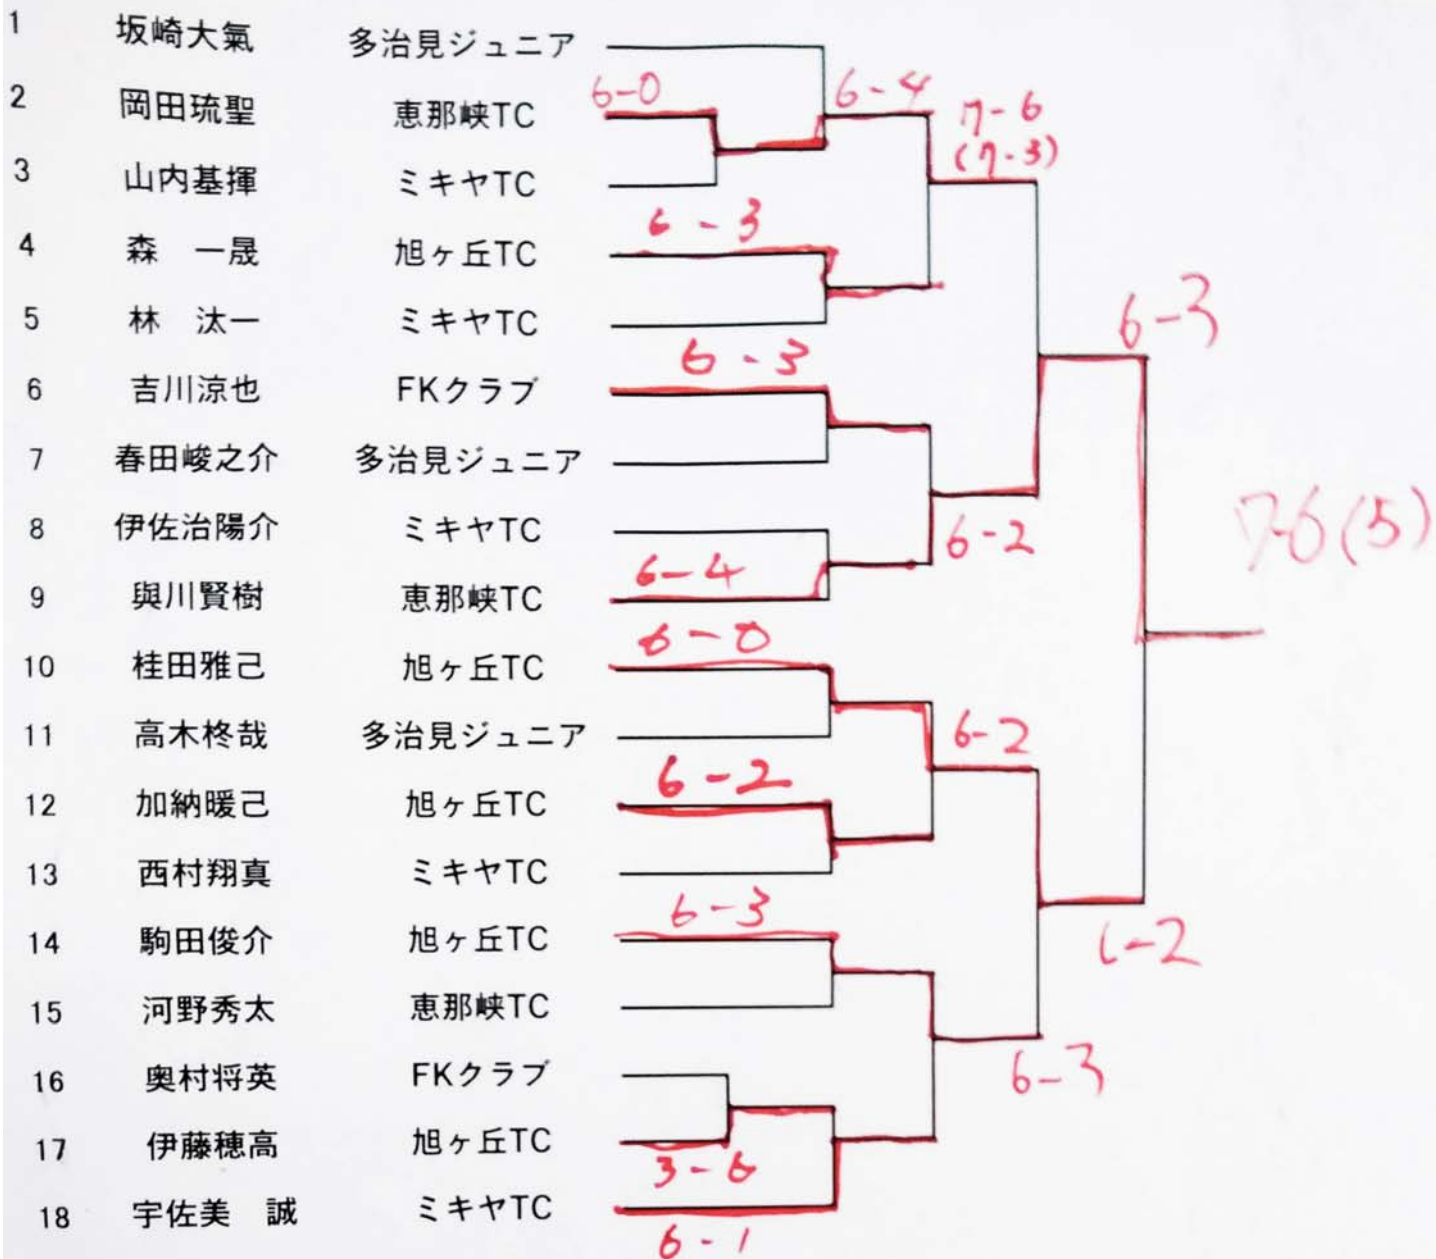 1 坂崎大氣 多治見ジュニア
2 岡田琉聖 恵那峡TC 6-0 6-4 7-6
(7-3)
3 山内基揮 ミキヤTC
4 森 一晟 旭ヶ丘TC 6-3
5 林 汰一 ミキヤTC
6-3
6 吉川涼也 FKクラブ 6-3
7 春田峻之介 多治見ジュニア
8 伊佐治陽介 ミキヤTC 6-2 7-6(5)
9 與川賢樹 恵那峡TC 6-4
10 桂田雅己 旭ヶ丘TC 6-0
11 高木柊哉 多治見ジュニア 6-2
12 加納暖己 旭ヶ丘TC 6-2
13 西村翔真 ミキヤTC
14 駒田俊介 旭ヶ丘TC 6-3 6-2
15 河野秀太 恵那峡TC
16 奥村将英 FKクラブ 6-3
17 伊藤穂高 旭ヶ丘TC 3-6
18 宇佐美 誠 ミキヤTC 6-1